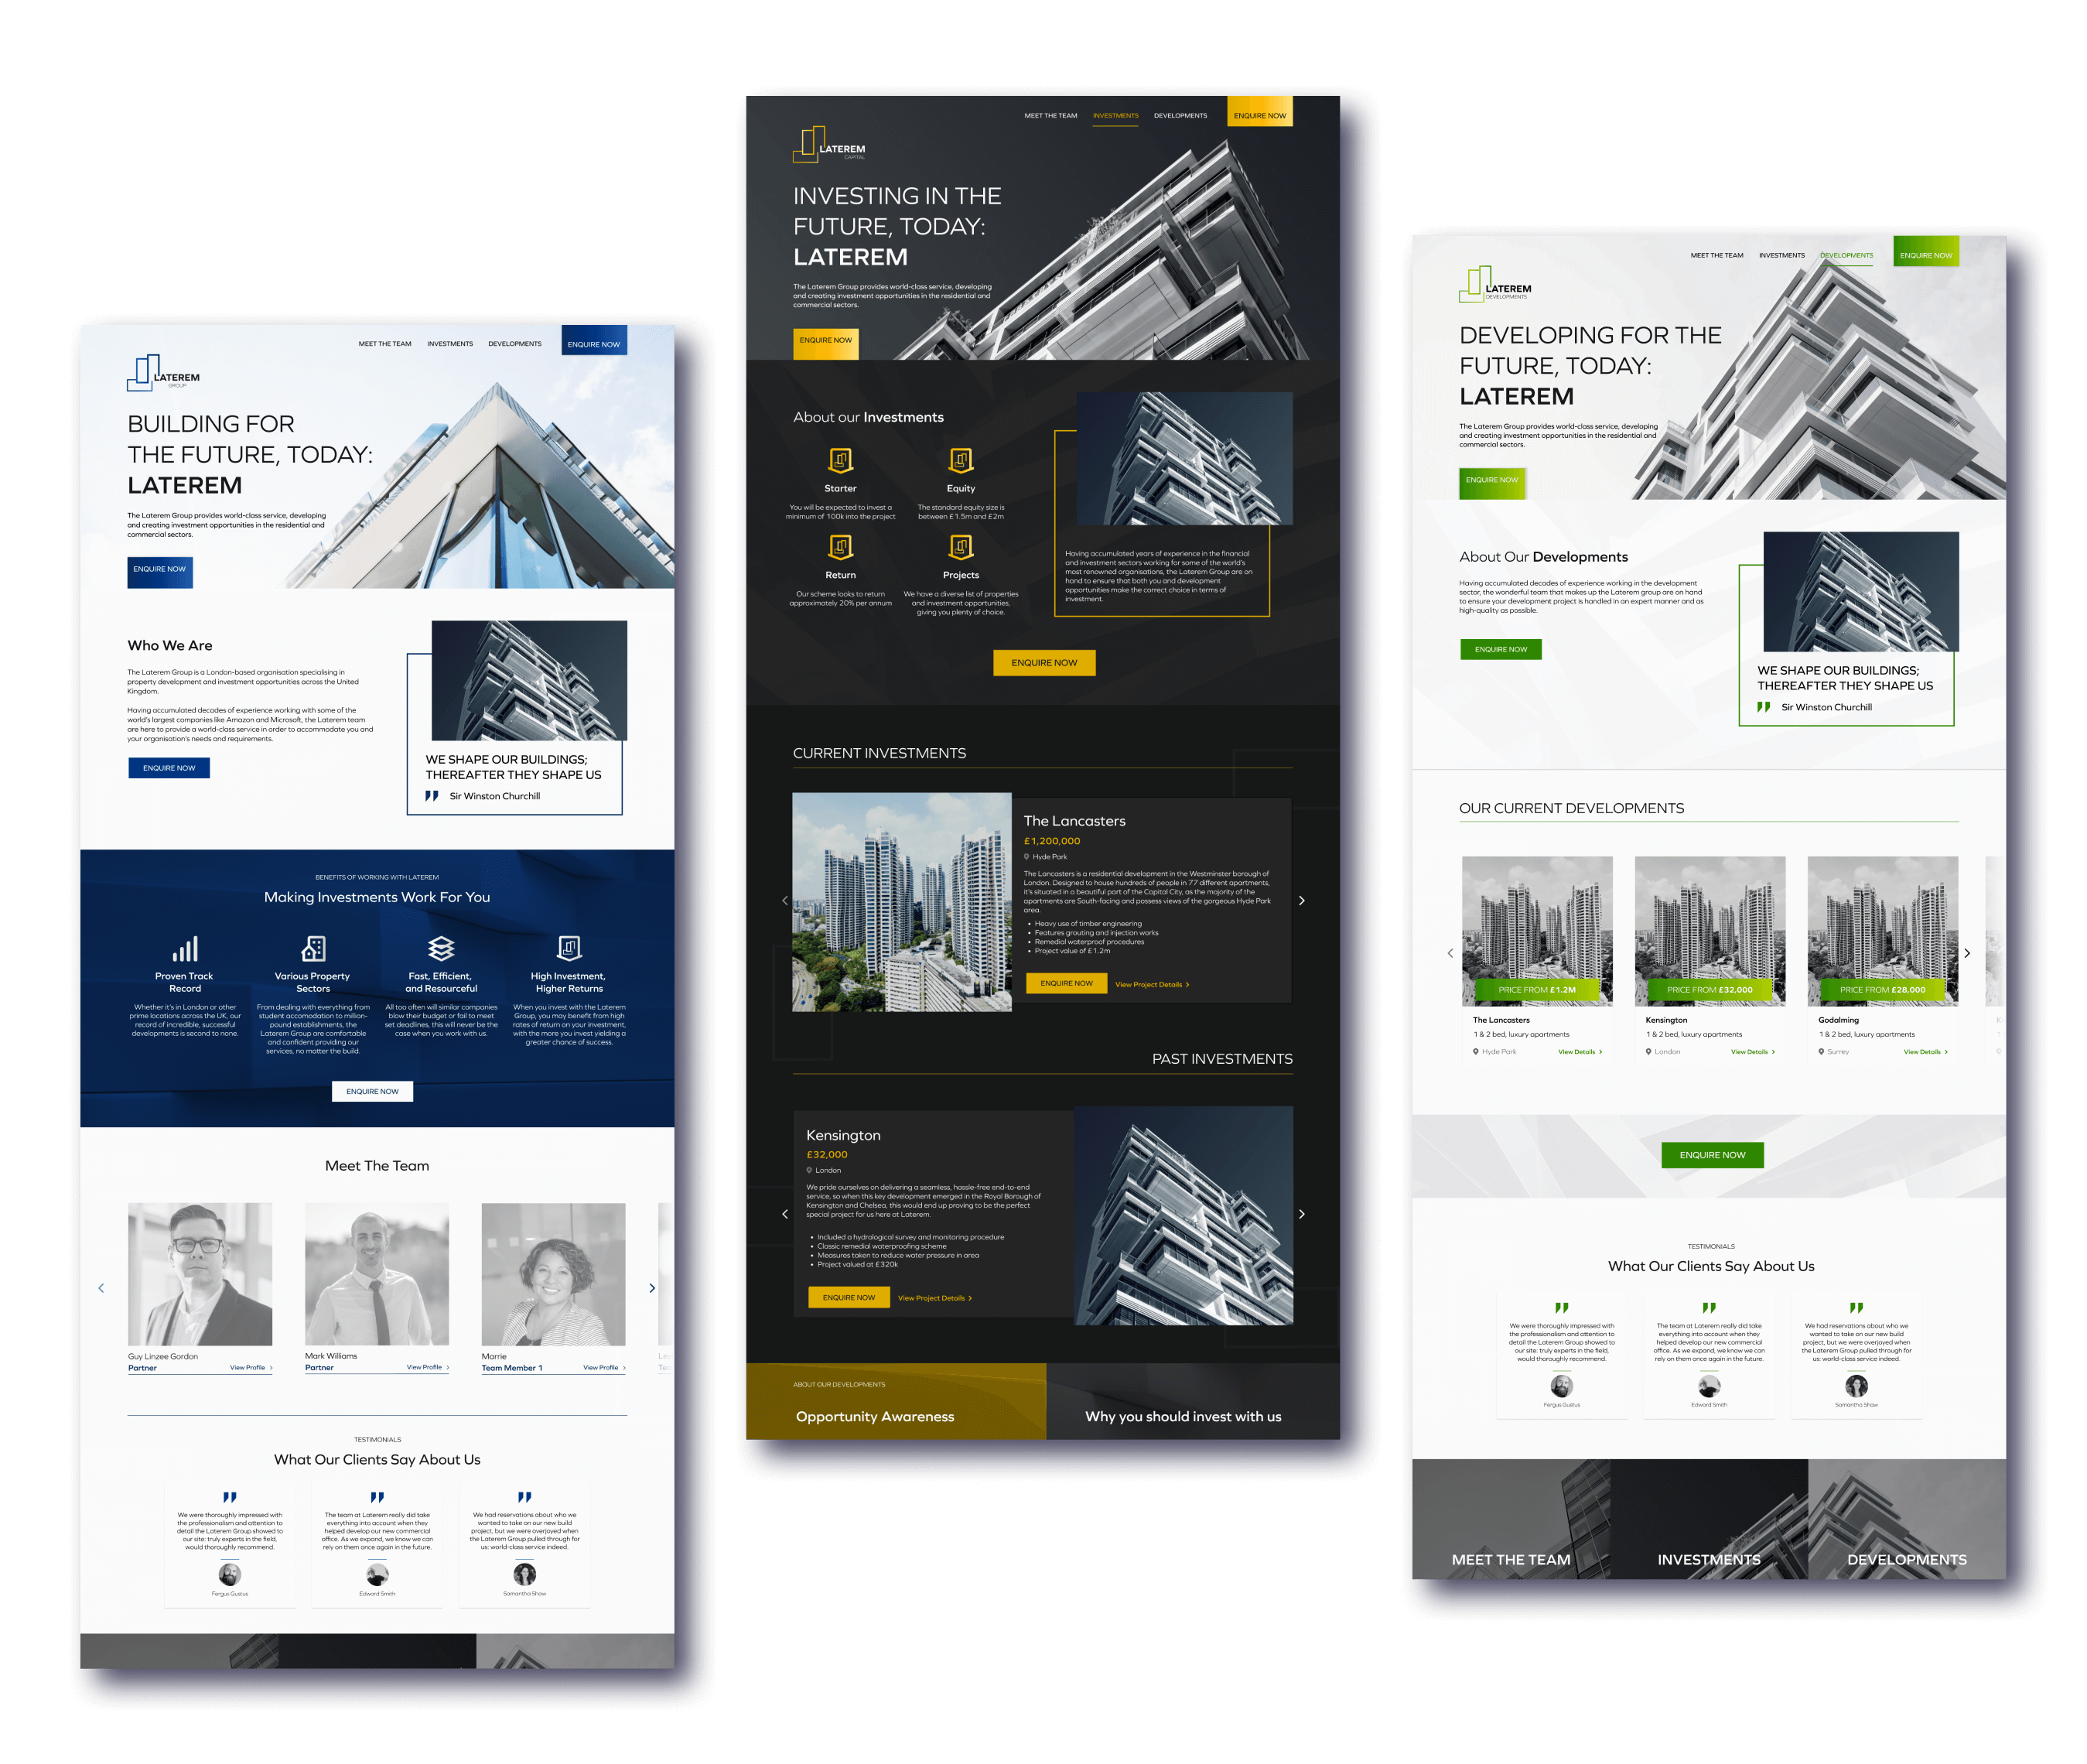 MEET THE TEAM
INVESTMENTS
DEVELOPMENTS
ENQUIRE NOW
LATEREM
GROUP
BUILDING FOR
THE FUTURE, TODAY:
LATEREM
The Laterem Group provides world-class service, developing
and creating investment opportunities in the residential and
commercial sectors.
ENQUIRE NOW
Who We Are
The Laterem Group is a London-based organisation specialising in
property development and investment opportunities across the United
Kingdom.
Having accumulated decades of experience working with some of the
world's largest companies like Amazon and Microsoft, the Laterem team
are here to provide a world-class service in order to accommodate you and
your organisation's needs and requirements.
ENQUIRE NOW
WE SHAPE OUR BUILDINGS;
THEREAFTER THEY SHAPE US
Sir Winston Churchill
BENEFITS OF WORKING WITH LATEREM
Making Investments Work For You
Proven Track
Record
Whether it's in London or other
prime locations across the UK, our
record of incredible, successful
developments is second to none.
Various Property
Sectors
From dealing with everything from
student accomodation to million-
pound establishments, the
Laterem Group are comfortable
and confident providing our
services, no matter the build.
Fast, Efficient,
and Resourceful
All too often will similar companies
blow their budget or fail to meet
set deadlines, this will never be the
case when you work with us.
High Investment,
Higher Returns
When you invest with the Laterem
Group, you may benefit from high
rates of return on your investment,
with the more you invest yielding a
greater chance of success.
ENQUIRE NOW
Meet The Team
Guy Linzee Gordon
Partner
View Profile
Mark Williams
Partner
View Profile
Marrie
Team Member 1
View Profile
TESTIMONIALS
What Our Clients Say About Us
We were thoroughly impressed with
the professionalism and attention to
detail the Laterem Group showed to
our site: truly experts in the field,
would thoroughly recommend.
Fergus Gustus
The team at Laterem really did take
everything into account when they
helped develop our new commercial
office. As we expand, we know we can
rely on them once again in the future.
Edward Smith
We had reservations about who we
wanted to take on our new build
project, but we were overjoyed when
the Laterem Group pulled through for
us: world-class service indeed.
Samantha Shaw
MEET THE TEAM
INVESTMENTS
DEVELOPMENTS
ENQUIRE NOW
LATEREM
CAPITAL
INVESTING IN THE
FUTURE, TODAY:
LATEREM
The Laterem Group provides world-class service, developing
and creating investment opportunities in the residential and
commercial sectors.
ENQUIRE NOW
About our Investments
Starter
You will be expected to invest a
minimum of 100k into the project
Equity
The standard equity size is
between £1.5m and £2m
Return
Our scheme looks to return
approximately 20% per annum
Projects
We have a diverse list of properties
and investment opportunities,
giving you plenty of choice.
Having accumulated years of experience in the financial
and investment sectors working for some of the world's
most renowned organisations, the Laterem Group are on
hand to ensure that both you and development
opportunities make the correct choice in terms of
investment.
ENQUIRE NOW
CURRENT INVESTMENTS
The Lancasters
£1,200,000
Hyde Park
The Lancasters is a residential development in the Westminster borough of
London. Designed to house hundreds of people in 77 different apartments,
it's situated in a beautiful part of the Capital City, as the majority of the
apartments are South-facing and possess views of the gorgeous Hyde Park
area.
• Heavy use of timber engineering
• Features grouting and injection works
• Remedial waterproof procedures
• Project value of £1.2m
ENQUIRE NOW
View Project Details
PAST INVESTMENTS
Kensington
£32,000
London
We pride ourselves on delivering a seamless, hassle-free end-to-end
service, so when this key development emerged in the Royal Borough of
Kensington and Chelsea, this would end up proving to be the perfect
special project for us here at Laterem.
• Included a hydrological survey and monitoring procedure
• Classic remedial waterproofing scheme
• Measures taken to reduce water pressure in area
• Project valued at £320k
ENQUIRE NOW
View Project Details
ABOUT OUR DEVELOPMENTS
Opportunity Awareness
Why you should invest with us
MEET THE TEAM
INVESTMENTS
DEVELOPMENTS
ENQUIRE NOW
LATEREM
DEVELOPMENTS
DEVELOPING FOR THE
FUTURE, TODAY:
LATEREM
The Laterem Group provides world-class service, developing
and creating investment opportunities in the residential and
commercial sectors.
ENQUIRE NOW
About Our Developments
Having accumulated decades of experience working in the development
sector, the wonderful team that makes up the Laterem group are on hand
to ensure your development project is handled in an expert manner and as
high-quality as possible.
ENQUIRE NOW
WE SHAPE OUR BUILDINGS;
THEREAFTER THEY SHAPE US
Sir Winston Churchill
OUR CURRENT DEVELOPMENTS
PRICE FROM £1.2M
The Lancasters
1 & 2 bed, luxury apartments
Hyde Park
View Details
PRICE FROM £32,000
Kensington
1 & 2 bed, luxury apartments
London
View Details
PRICE FROM £28,000
Godalming
1 & 2 bed, luxury apartments
Surrey
View Details
ENQUIRE NOW
TESTIMONIALS
What Our Clients Say About Us
We were thoroughly impressed with
the professionalism and attention to
detail the Laterem Group showed to
our site: truly experts in the field,
would thoroughly recommend.
Fergus Gustus
The team at Laterem really did take
everything into account when they
helped develop our new commercial
office. As we expand, we know we can
rely on them once again in the future.
Edward Smith
We had reservations about who we
wanted to take on our new build
project, but we were overjoyed when
the Laterem Group pulled through for
us: world-class service indeed.
Samantha Shaw
MEET THE TEAM
INVESTMENTS
DEVELOPMENTS